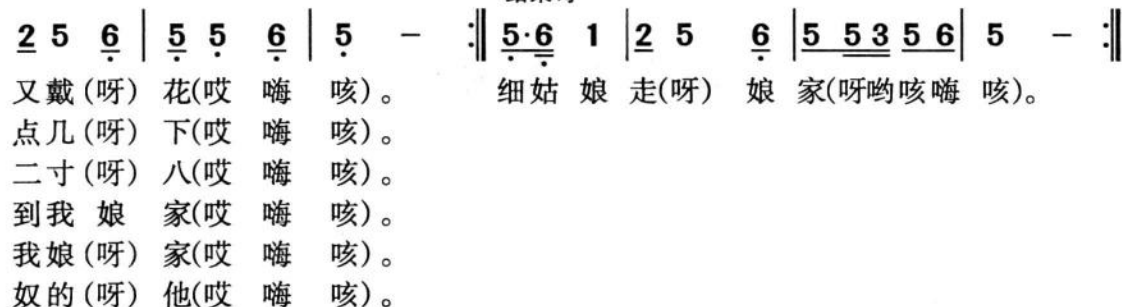 2 5 6 | 5 5 6 | 5 - :‖ 5·6 1 | 2 5 6 | 5 53 56 | 5 - :‖
又戴(呀) 花(哎 嗨 咳)。 细姑 娘 走(呀) 娘 家(呀哟咳嗨 咳)。
点几(呀) 下(哎 嗨 咳)。
二寸(呀) 八(哎 嗨 咳)。
到我 娘 家(哎 嗨 咳)。
我娘(呀) 家(哎 嗨 咳)。
奴的(呀) 他(哎 嗨 咳)。